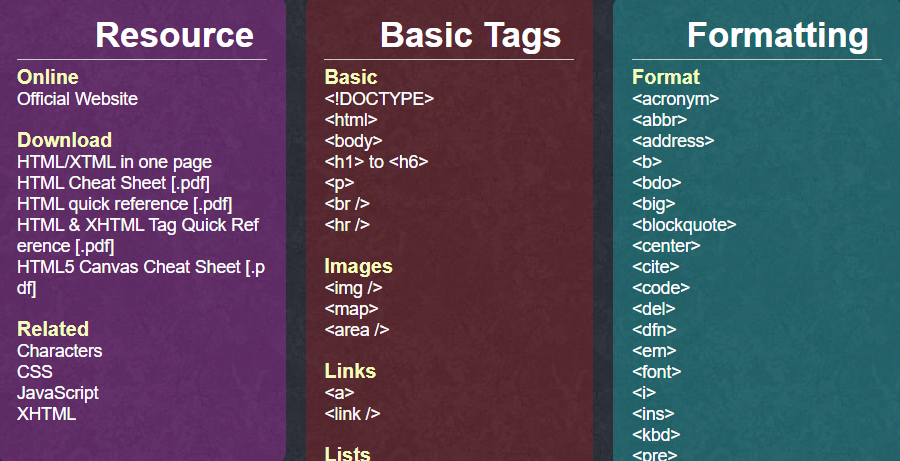 Resource
Online
Official Website
Download
HTML/XTML in one page
HTML Cheat Sheet [.pdf]
HTML quick reference [.pdf]
HTML & XHTML Tag Quick Ref
erence [.pdf]
HTML5 Canvas Cheat Sheet [.p
df]
Related
Characters
CSS
JavaScript
XHTML
Basic Tags
Basic
<!DOCTYPE>
<html>
<body>
<h1> to <h6>
<p>
<br />
<hr />
Images
<img />
<map>
<area />
Links
<a>
<link />
Lists
Formatting
Format
<acronym>
<abbr>
<address>
<b>
<bdo>
<big>
<blockquote>
<center>
<cite>
<code>
<del>
<dfn>
<em>
<font>
<i>
<ins>
<kbd>
<pre>